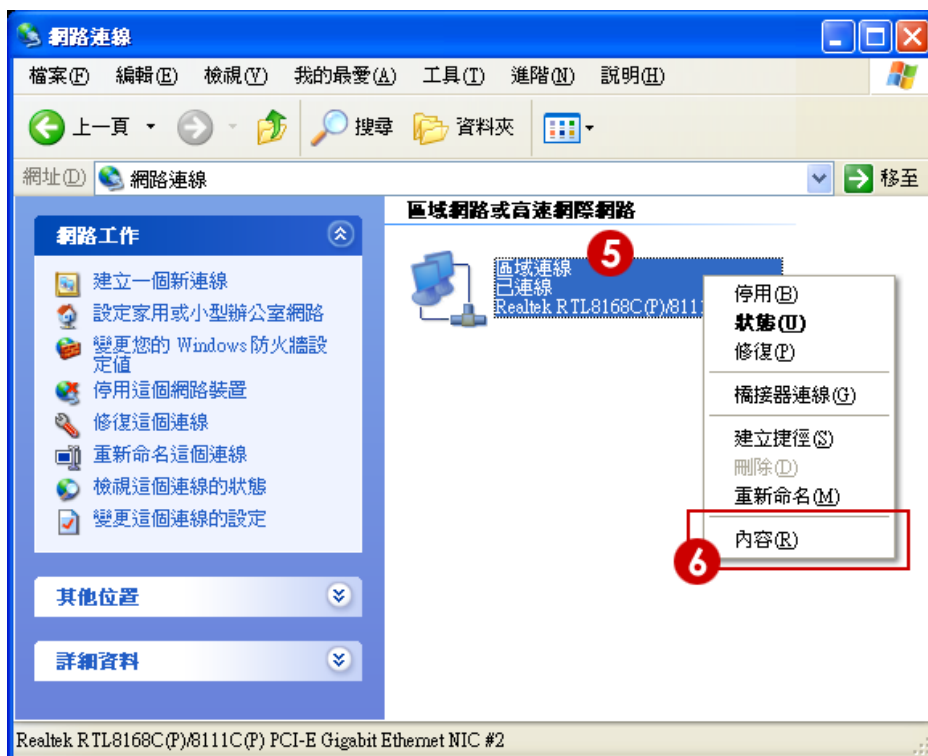 網路連線
檔案(F) 編輯(E) 檢視(V) 我的最愛(A) 工具(T) 進階(N) 說明(H)
上一頁 搜尋 資料夾
網址(D) 網路連線 移至
網路工作
建立一個新連線
設定家用或小型辦公室網路
變更您的 Windows 防火牆設
定值
停用這個網路裝置
修復這個連線
重新命名這個連線
檢視這個連線的狀態
變更這個連線的設定
其他位置
詳細資料
區域網路或高速網際網路
5
區域連線
已連線
Realtek RTL8168C(P)/811
停用(B)
狀態(U)
修復(P)
橋接器連線(G)
建立捷徑(S)
刪除(D)
重新命名(M)
6
內容(R)
Realtek RTL8168C(P)/8111C(P) PCI-E Gigabit Ethernet NIC #2